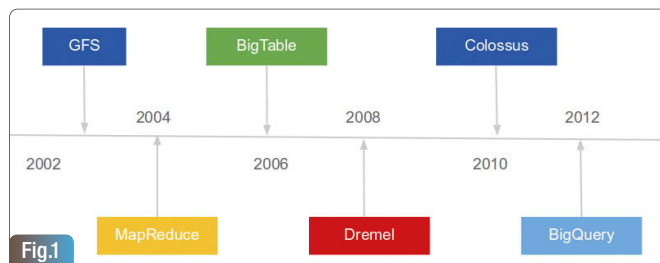 GFS
BigTable
Colossus
2004
2008
2012
2002
2006
2010
MapReduce
Dremel
BigQuery
Fig.1